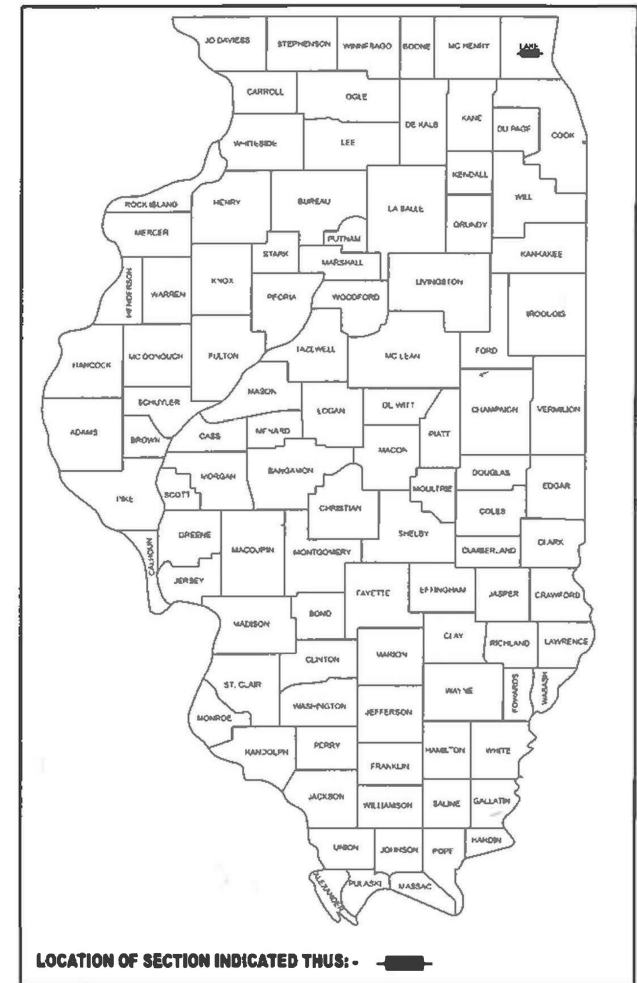 JO DAVIESS STEPHENSON WINNEBAGO BOONE MC HENRY LAKE
CARROLL OGLE DE KALB KANE DU PAGE COOK
WHITESIDE LEE KENDALL WILL
ROCK ISLAND HENRY BUREAU LA SALLE GRUNDY
MERCER STARK PUTNAM MARSHALL KANKAKEE
HENDERSON WARREN KNOX PEORIA WOODFORD LIVINGSTON IROQUOIS
HANCOCK MC DONOUGH FULTON TAZEWELL MC LEAN FORD
SCHUYLER MASON LOGAN DE WITT CHAMPAIGN VERMILION
ADAMS BROWN CASS MENARD MACON PIATT
PIKE SCOTT MORGAN SANGAMON MOULTRIE DOUGLAS EDGAR
CHRISTIAN COLES
CALHOUN GREENE MACOUPIN MONTGOMERY SHELBY CUMBERLAND CLARK
JERSEY FAYETTE EFFINGHAM JASPER CRAWFORD
MADISON BOND CLAY RICHLAND LAWRENCE
CLINTON MARION
ST. CLAIR WASHINGTON JEFFERSON WAYNE EDWARDS WABASH
MONROE
RANDOLPH PERRY FRANKLIN HAMILTON WHITE
JACKSON WILLIAMSON SALINE GALLATIN
UNION JOHNSON POPE HARDIN
ALEXANDER PULASKI MASSAC
LOCATION OF SECTION INDICATED THUS: -